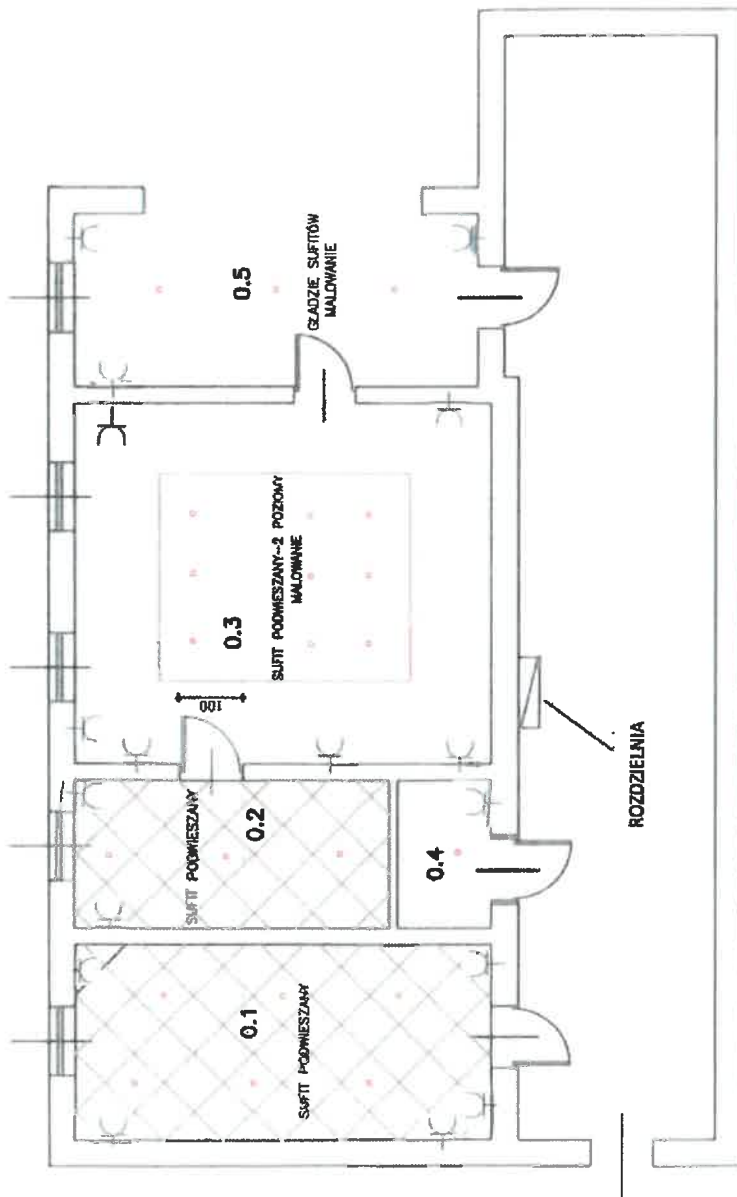 0.1
SUFIT PODWIESZANY
SUFIT PODWIESZANY
0.2
0.4
100
0.3
SUFIT PODWIESZANY-2 POZIOMY
MALOWANIE
0.5
GŁADZIE SUFITÓW
MALOWANIE
ROZDZIELNIA